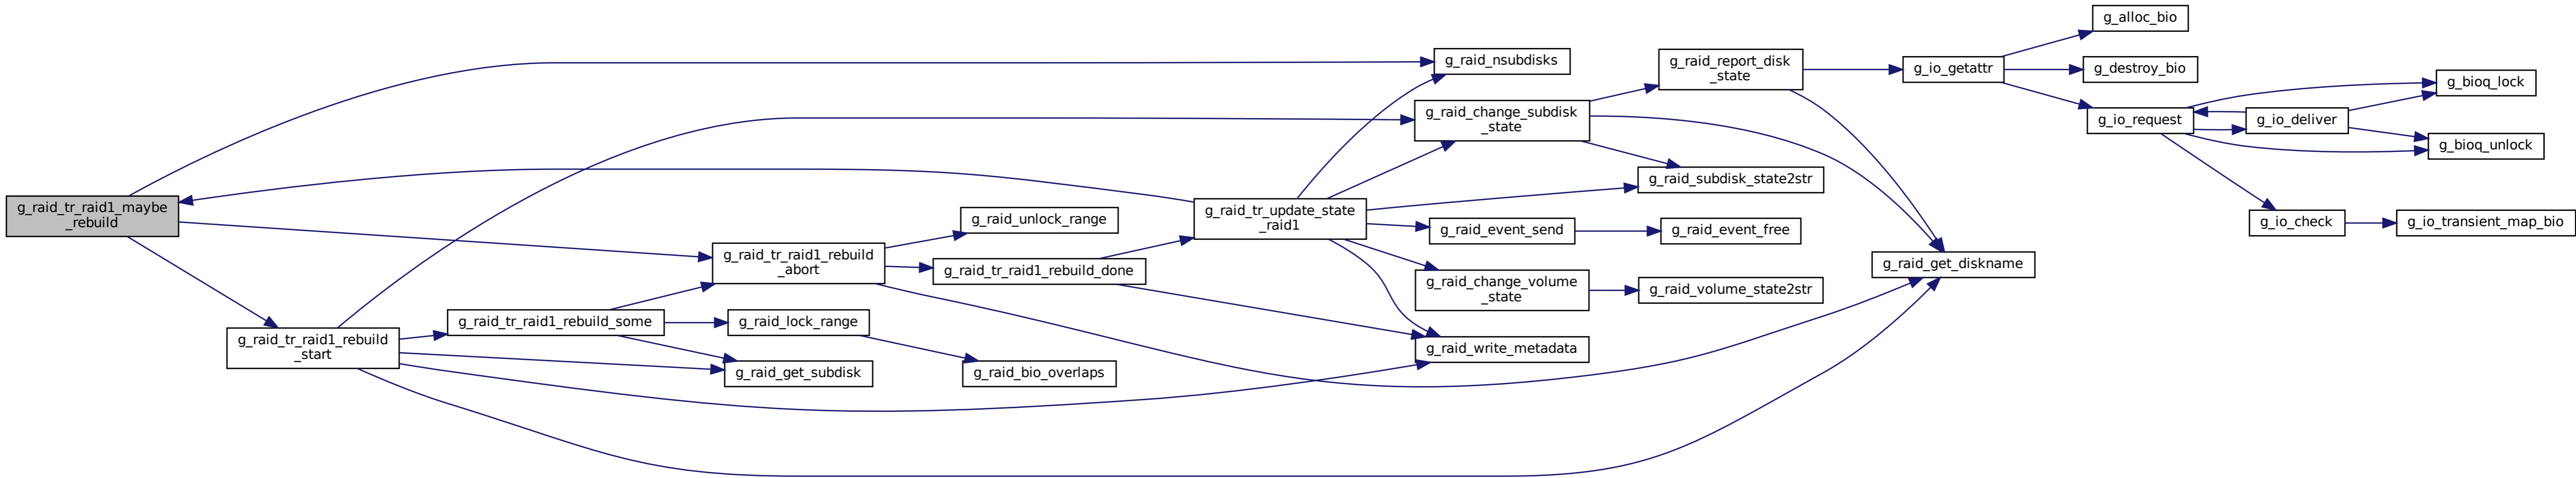 g_raid_tr_raid1_maybe
_rebuild
g_raid_tr_raid1_rebuild
_start
g_raid_tr_raid1_rebuild_some
g_raid_tr_raid1_rebuild
_abort
g_raid_lock_range
g_raid_get_subdisk
g_raid_unlock_range
g_raid_tr_raid1_rebuild_done
g_raid_bio_overlaps
g_raid_tr_update_state
_raid1
g_raid_nsubdisks
g_raid_change_subdisk
_state
g_raid_event_send
g_raid_change_volume
_state
g_raid_write_metadata
g_raid_report_disk
_state
g_raid_subdisk_state2str
g_raid_event_free
g_raid_volume_state2str
g_raid_get_diskname
g_io_getattr
g_alloc_bio
g_destroy_bio
g_io_request
g_io_deliver
g_io_check
g_bioq_lock
g_bioq_unlock
g_io_transient_map_bio